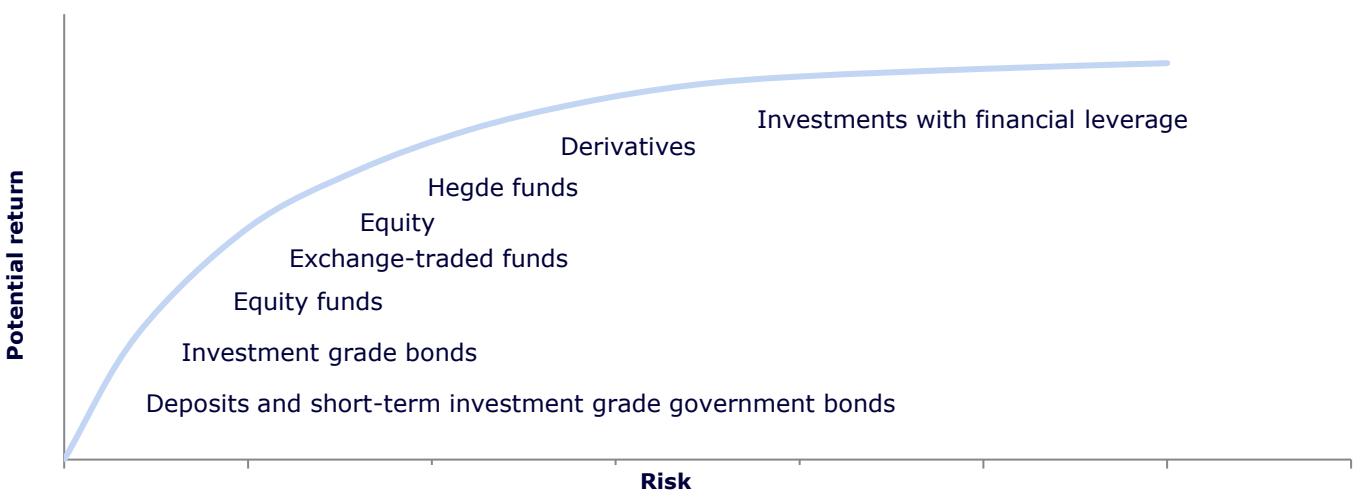 Investments with financial leverage
Derivatives
Hegde funds
Equity
Exchange-traded funds
Equity funds
Investment grade bonds
Deposits and short-term investment grade government bonds
Potential return
Risk